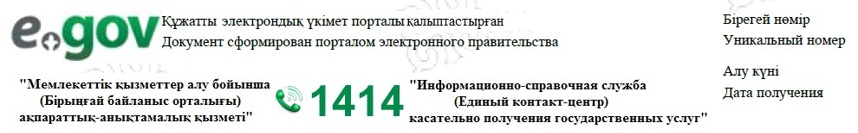 e.gov
Құжатты электрондық үкімет порталы қалыптастырған
Документ сформирован порталом электронного правительства
Бірегей нөмір
Уникальный номер
Алу күні
Дата получения
"Мемлекеттік қызметтер алу бойынша
(Бірыңғай байланыс орталығы)
ақпараттық-анықтамалық қызметі"
1414
"Информационно-справочная служба
(Единый контакт-центр)
касательно получения государственных услуг"